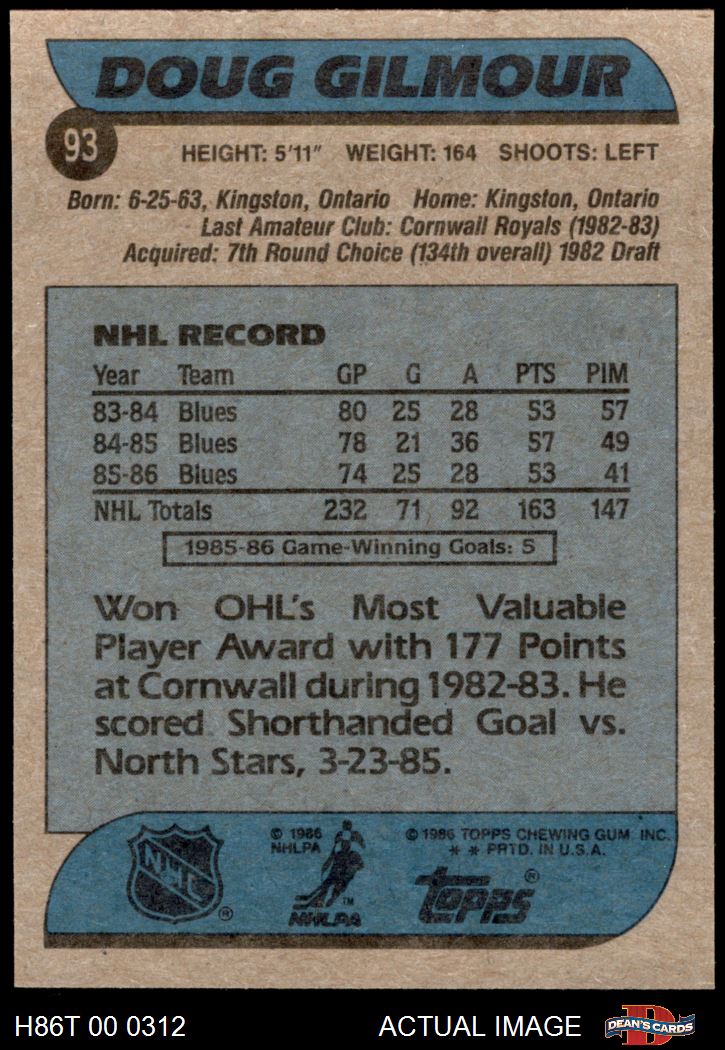 DOUG GILMOUR
93
HEIGHT: 5'11" WEIGHT: 164 SHOOTS: LEFT
Born: 6-25-63, Kingston, Ontario Home: Kingston, Ontario
Last Amateur Club: Cornwall Royals (1982-83)
Acquired: 7th Round Choice (134th overall) 1982 Draft
NHL RECORD
Year Team GP G A PTS PIM
83-84 Blues 80 25 28 53 57
84-85 Blues 78 21 36 57 49
85-86 Blues 74 25 28 53 41
NHL Totals 232 71 92 163 147
1985-86 Game-Winning Goals: 5
Won OHL's Most Valuable
Player Award with 177 Points
at Cornwall during 1982-83. He
scored Shorthanded Goal vs.
North Stars, 3-23-85.
NHL ®
© 1986
NHLPA
TM
NHLPA
© 1986 TOPPS CHEWING GUM INC.
* * PRTD. IN U.S.A.
TOPPS ®
H86T 00 0312 ACTUAL IMAGE
D
DEAN'S CARDS